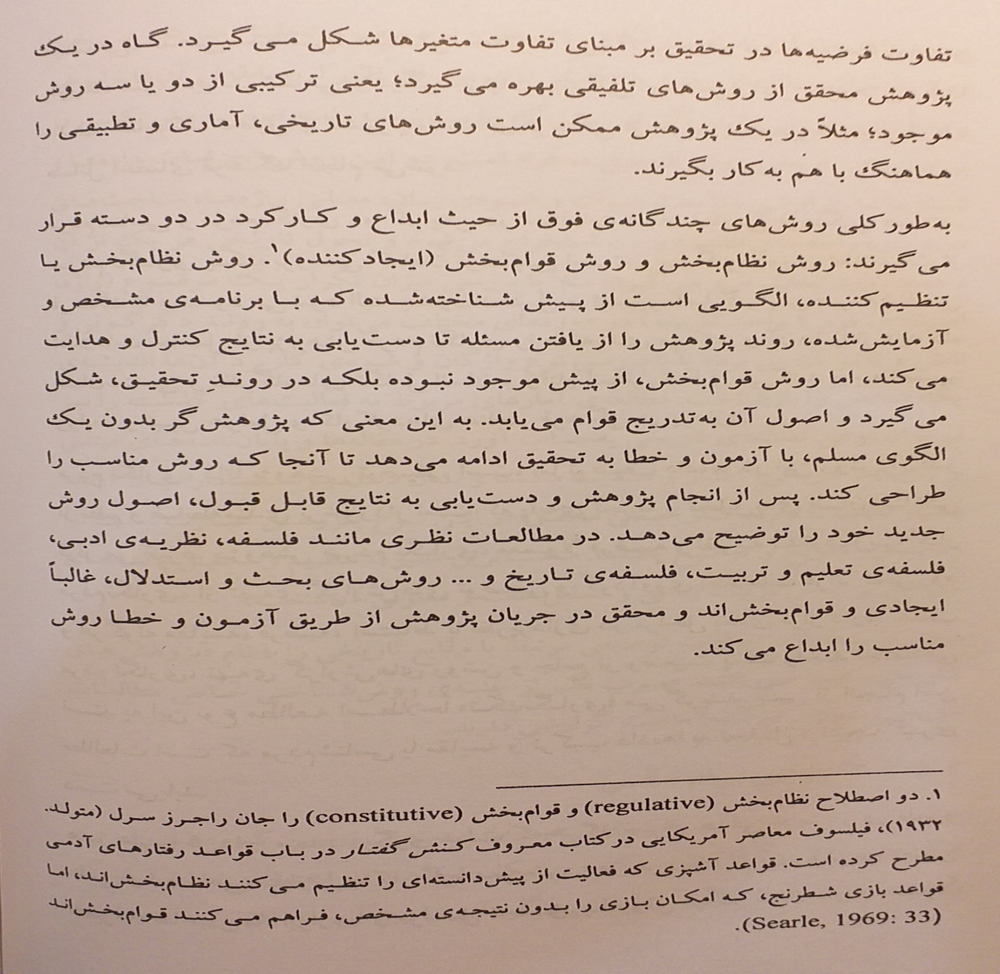 تفاوت فرضیه‌ها در تحقیق بر مبنای تفاوت متغیرها شکل می‌گیرد. گاه در یک
پژوهش محقق از روش‌های تلفیقی بهره می‌گیرد؛ یعنی ترکیبی از دو یا سه روش
موجود؛ مثلاً در یک پژوهش ممکن است روش‌های تاریخی، آماری و تطبیقی را
هماهنگ با هم به‌کار بگیرند.
به‌طور کلی روش‌های چندگانه‌ی فوق از حیث ابداع و کارکرد در دو دسته قرار
می‌گیرند: روش نظام‌بخش و روش قوام‌بخش (ایجادکننده)۱. روش نظام‌بخش یا
تنظیم‌کننده، الگویی است از پیش شناخته‌شده که با برنامه‌ی مشخص و
آزمایش‌شده، روند پژوهش را از یافتن مسئله تا دست‌یابی به نتایج کنترل و هدایت
می‌کند، اما روش قوام‌بخش، از پیش موجود نبوده بلکه در روندِ تحقیق، شکل
می‌گیرد و اصول آن به‌تدریج قوام می‌یابد. به این معنی که پژوهش‌گر بدون یک
الگوی مسلم، با آزمون و خطا به تحقیق ادامه می‌دهد تا آنجا که روش مناسب را
طراحی کند. پس از انجام پژوهش و دست‌یابی به نتایج قابل قبول، اصول روش
جدید خود را توضیح می‌دهد. در مطالعات نظری مانند فلسفه، نظریه‌ی ادبی،
فلسفه‌ی تعلیم و تربیت، فلسفه‌ی تاریخ و ... روش‌های بحث و استدلال، غالباً
ایجادی و قوام‌بخش‌اند و محقق در جریان پژوهش از طریق آزمون و خطا روش
مناسب را ابداع می‌کند.
۱. دو اصطلاح نظام‌بخش (regulative) و قوام‌بخش (constitutive) را جان راجرز سرل (متولد.
۱۹۳۲)، فیلسوف معاصر آمریکایی در کتاب معروف کنش گفتار در باب قواعد رفتارهای آدمی
مطرح کرده است. قواعد آشپزی که فعالیت از پیش‌دانسته‌ای را تنظیم می‌کنند نظام‌بخش‌اند، اما
قواعد بازی شطرنج، که امکان بازی را بدون نتیجه‌ی مشخص، فراهم می‌کنند قوام‌بخش‌اند
(Searle, 1969: 33).